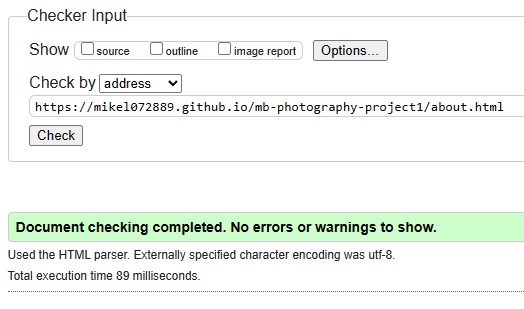 Checker Input
Show source outline image report Options...
Check by address
https://mikel072889.github.io/mb-photography-project1/about.html
Check
Document checking completed. No errors or warnings to show.
Used the HTML parser. Externally specified character encoding was utf-8.
Total execution time 89 milliseconds.